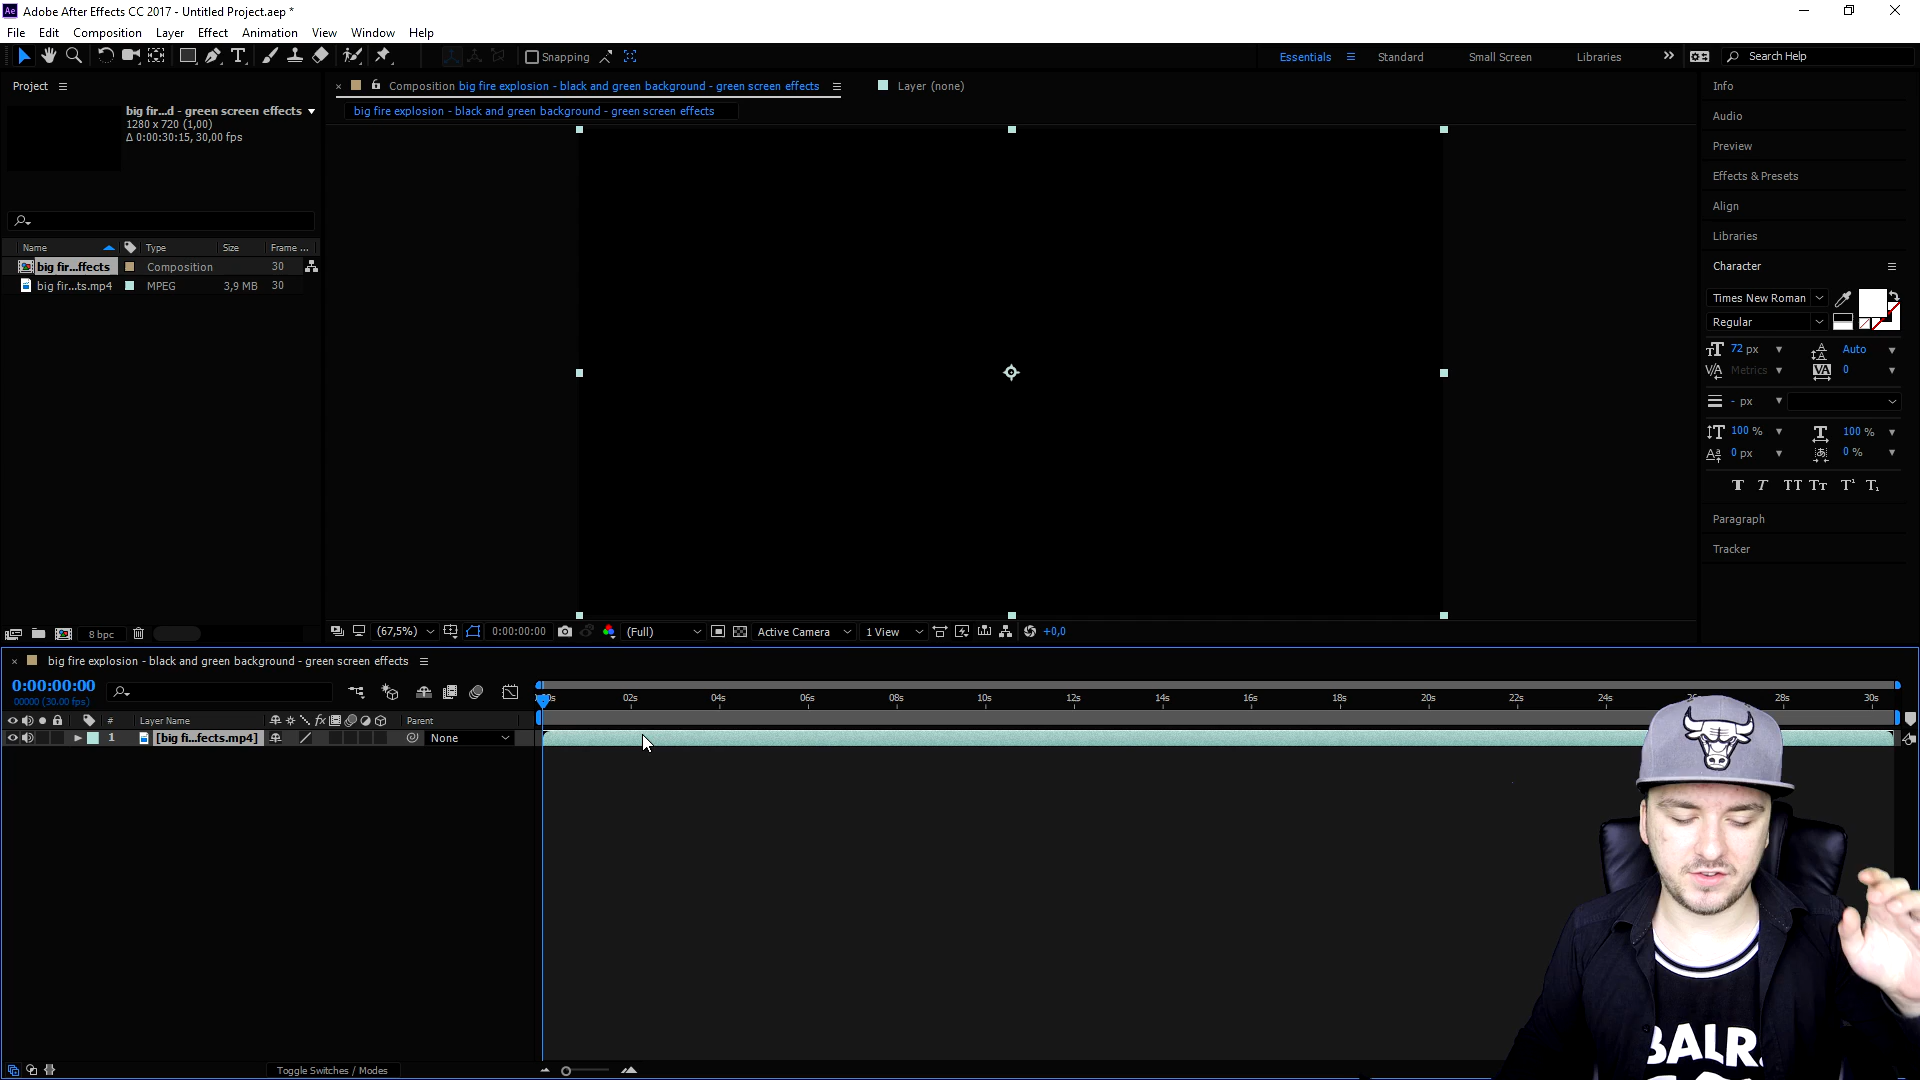 Ae Adobe After Effects CC 2017 - Untitled Project.aep *
File Edit Composition Layer Effect Animation View Window Help
Snapping
Essentials Standard Small Screen Libraries Search Help
Project
big fir...d - green screen effects
1280 x 720 (1,00)
Δ 0:00:30:15, 30,00 fps
Name Type Size Frame ...
big fir...ffects Composition 30
big fir...ts.mp4 MPEG 3,9 MB 30
8 bpc
Composition big fire explosion - black and green background - green screen effects Layer (none)
big fire explosion - black and green background - green screen effects
(67,5%) 0:00:00:00 (Full) Active Camera 1 View +0,0
Info
Audio
Preview
Effects & Presets
Align
Libraries
Character
Times New Roman
Regular
72 px Auto
Metrics 0
- px
100 % 100 %
0 px 0 %
Paragraph
Tracker
big fire explosion - black and green background - green screen effects
0:00:00:00
00000 (30.00 fps)
02s 04s 06s 08s 10s 12s 14s 16s 18s 20s 22s 24s 28s 30s
# Layer Name Parent
1 [big fi...fects.mp4] None
Toggle Switches / Modes
BALR.